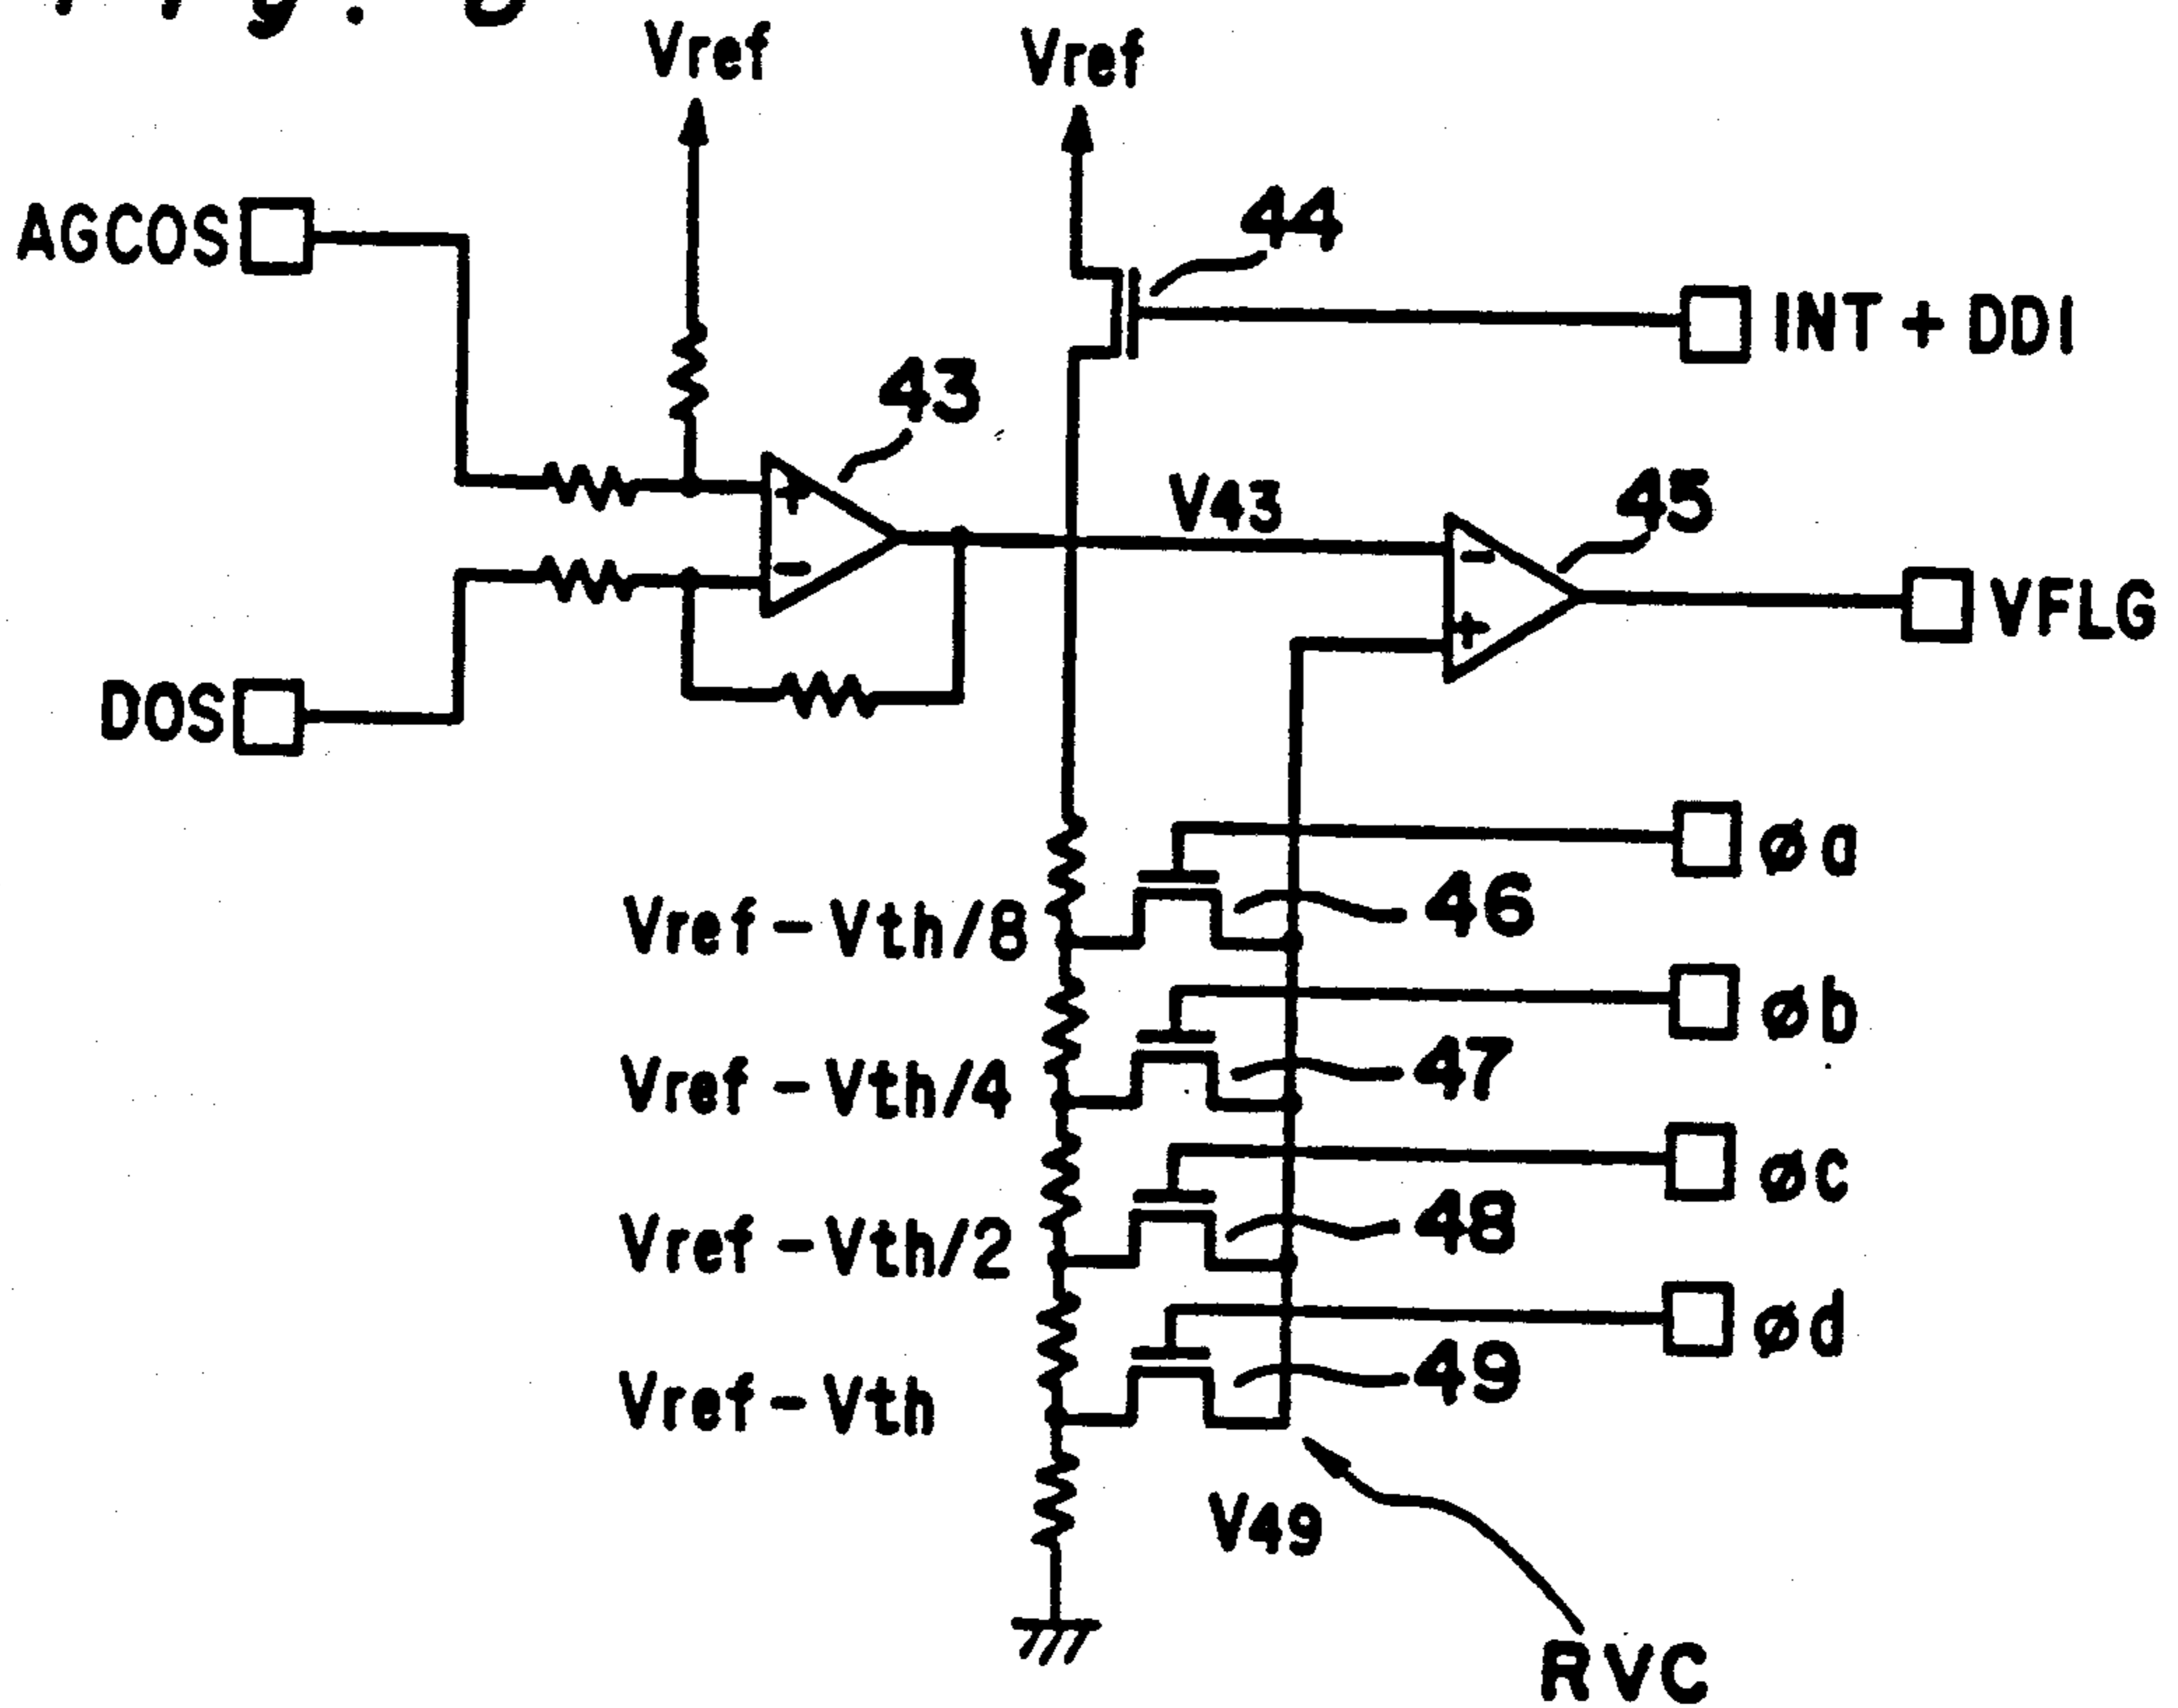 Vref
Vref
AGCOS
44
INT + DDI
43
+
-
V43
45
-
+
VFLG
DOS
øa
Vref - Vth/8
46
øb
Vref - Vth/4
47
øc
Vref - Vth/2
48
ød
Vref - Vth
49
V49
RVC